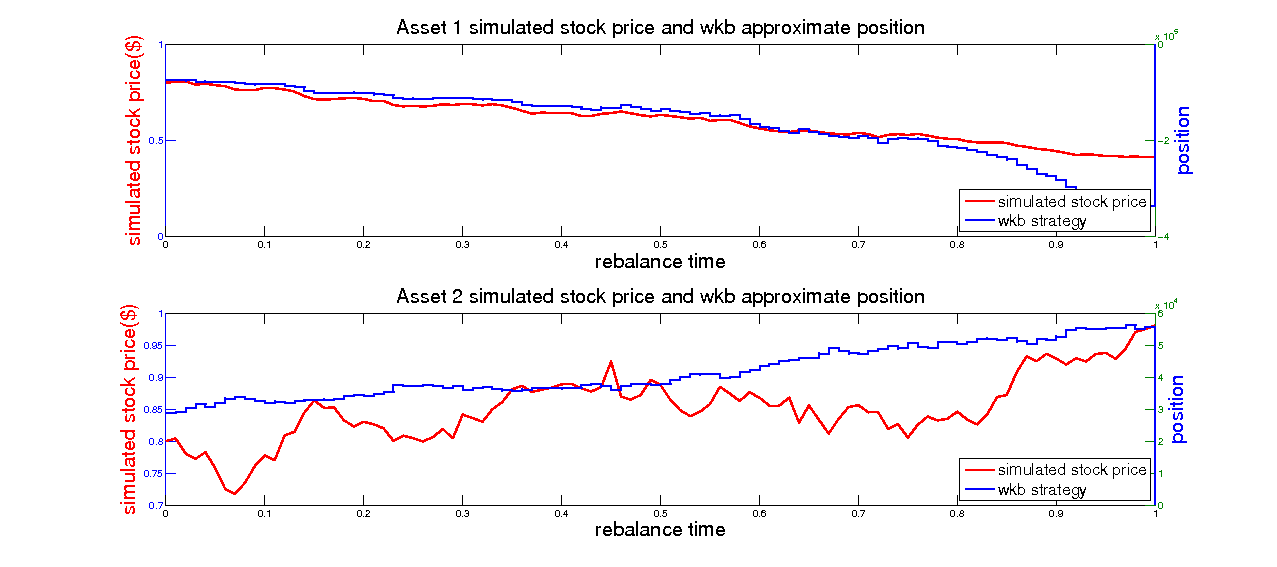 Asset 1 simulated stock price and wkb approximate position
simulated stock price($)
1
0.5
0
x 10^5
0
−2
−4
position
simulated stock price
wkb strategy
0 0.1 0.2 0.3 0.4 0.5 0.6 0.7 0.8 0.9 1
rebalance time
Asset 2 simulated stock price and wkb approximate position
simulated stock price($)
1
0.95
0.9
0.85
0.8
0.75
0.7
x 10^4
6
5
4
3
2
1
0
position
simulated stock price
wkb strategy
0 0.1 0.2 0.3 0.4 0.5 0.6 0.7 0.8 0.9 1
rebalance time